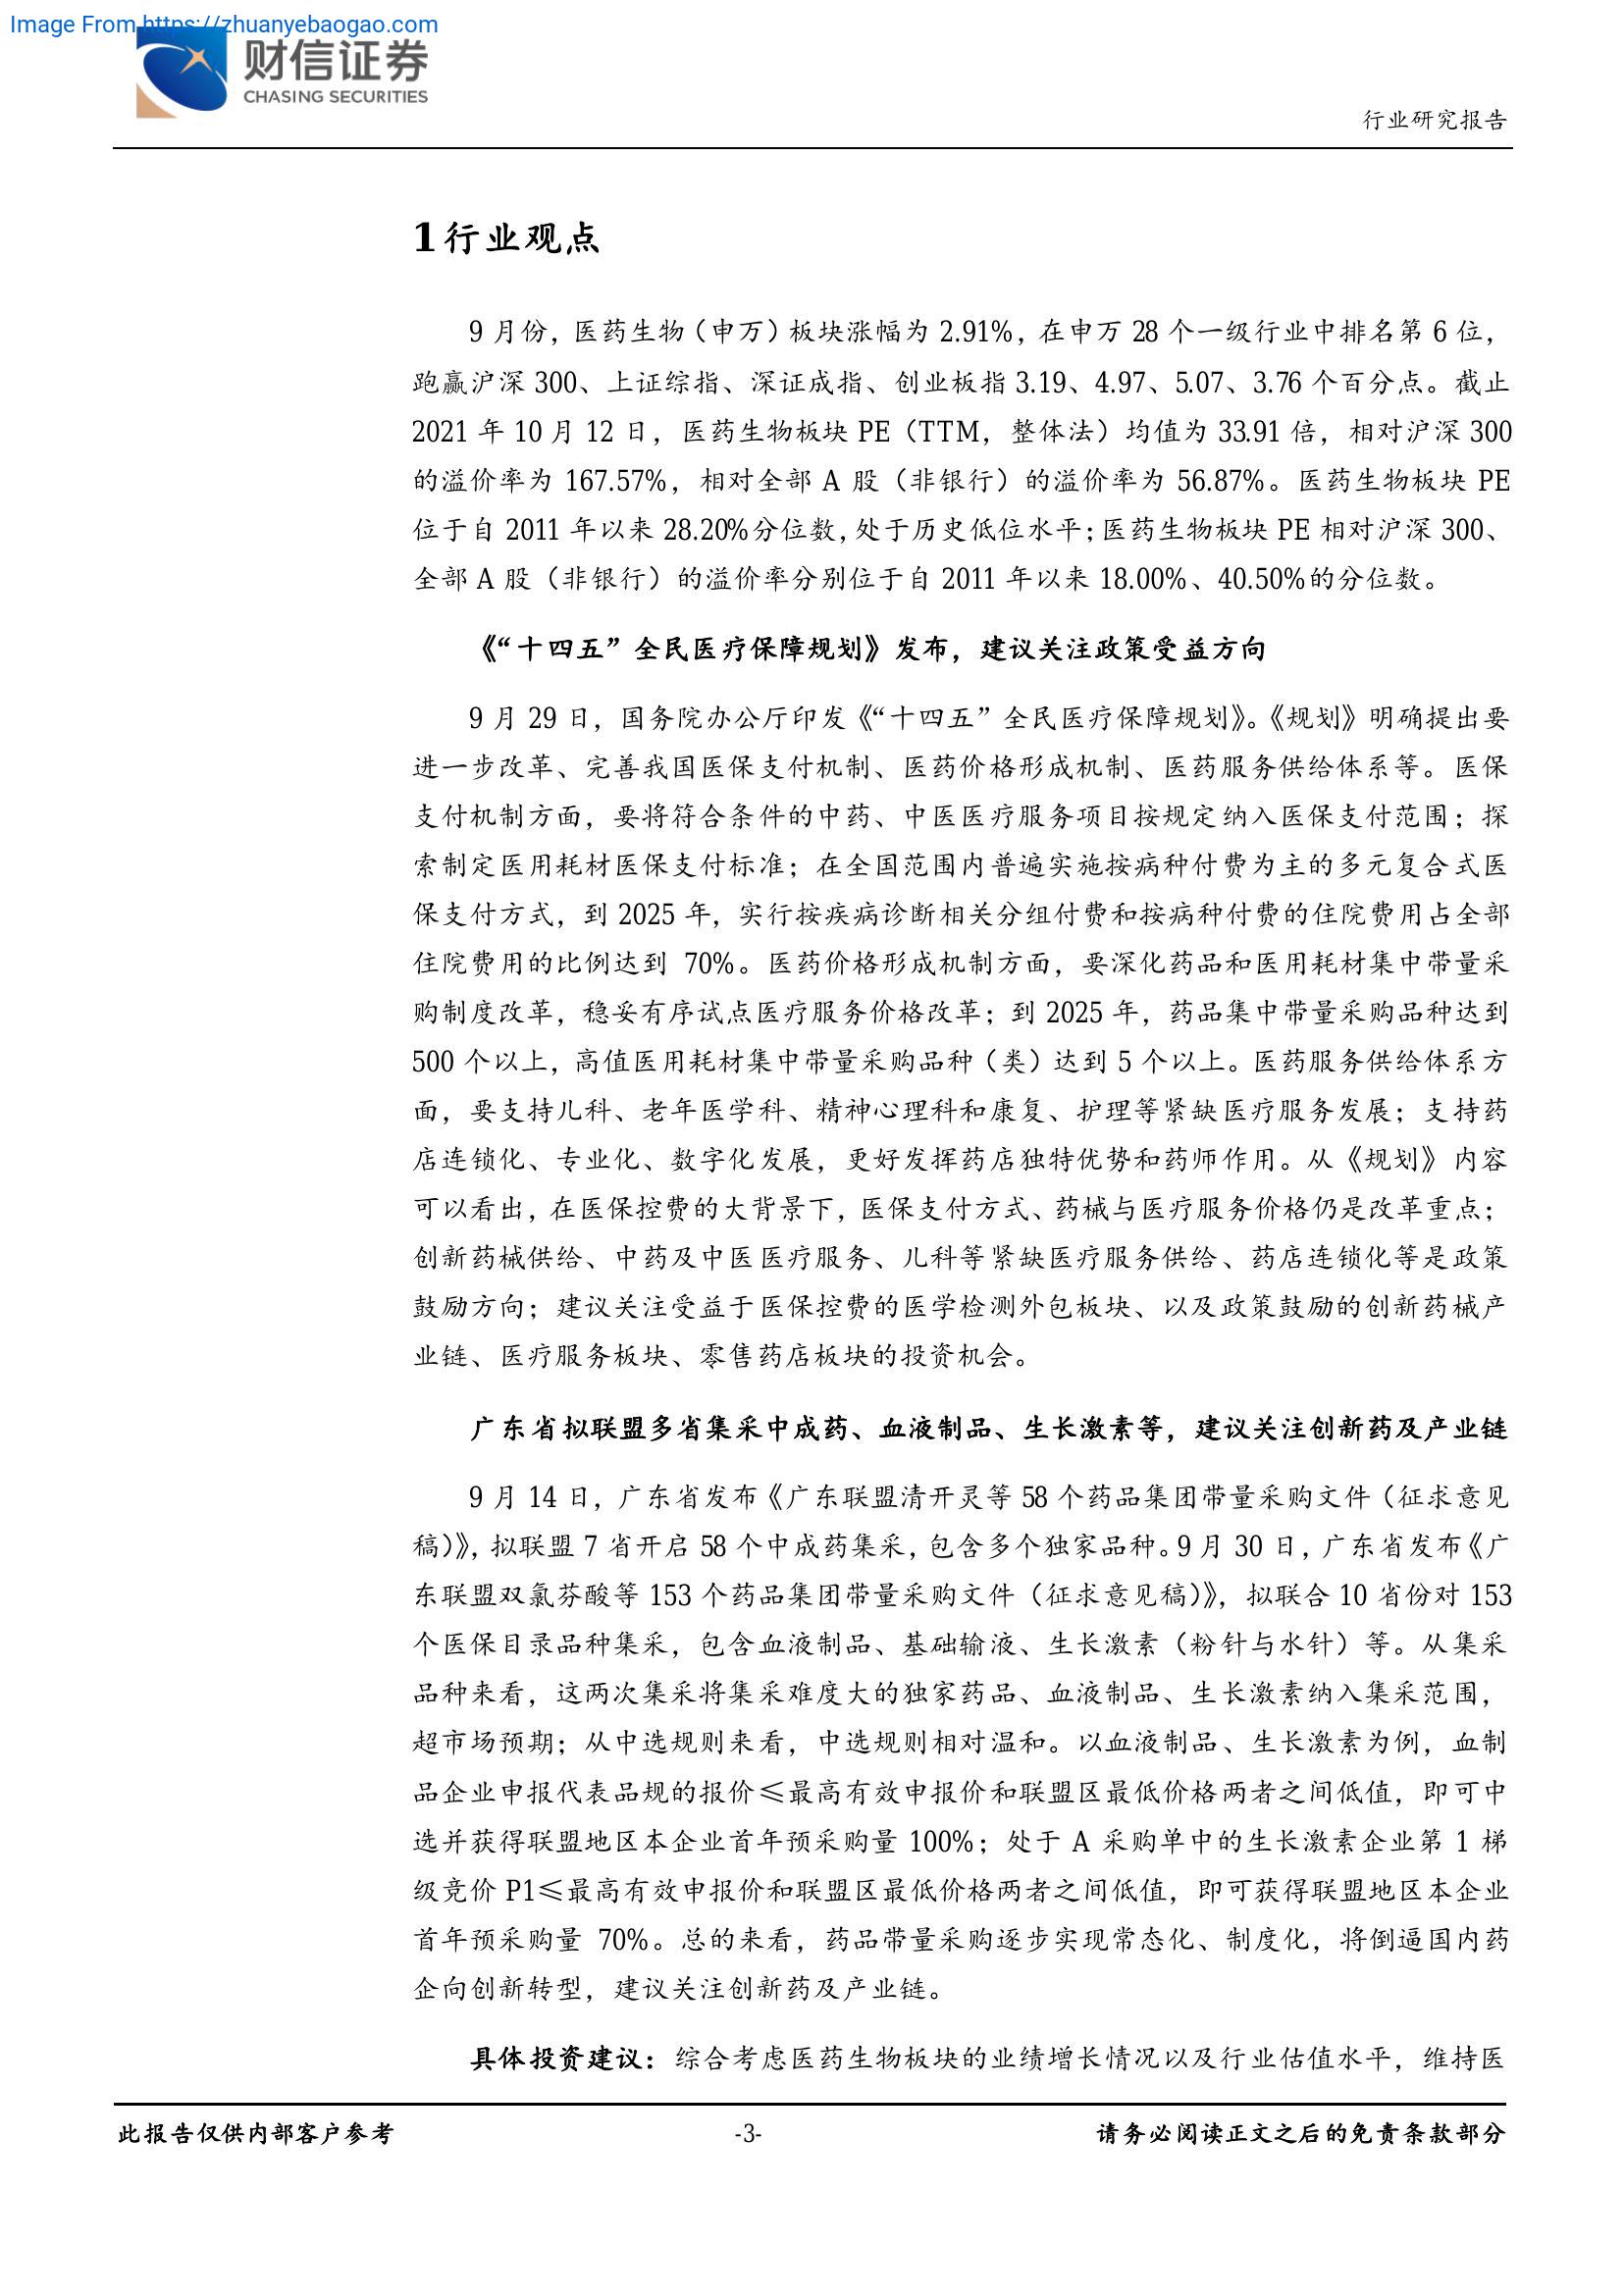 Image From https://zhuanyebaogao.com
财信证券
CHASING SECURITIES
行业研究报告
1行业观点
9 月份，医药生物（申万）板块涨幅为 2.91%，在申万 28 个一级行业中排名第 6 位，
跑赢沪深 300、上证综指、深证成指、创业板指 3.19、4.97、5.07、3.76 个百分点。截止
2021 年 10 月 12 日，医药生物板块 PE（TTM，整体法）均值为 33.91 倍，相对沪深 300
的溢价率为 167.57%，相对全部 A 股（非银行）的溢价率为 56.87%。医药生物板块 PE
位于自 2011 年以来 28.20%分位数，处于历史低位水平；医药生物板块 PE 相对沪深 300、
全部 A 股（非银行）的溢价率分别位于自 2011 年以来 18.00%、40.50%的分位数。
《“十四五”全民医疗保障规划》发布，建议关注政策受益方向
9 月 29 日，国务院办公厅印发《“十四五”全民医疗保障规划》。《规划》明确提出要
进一步改革、完善我国医保支付机制、医药价格形成机制、医药服务供给体系等。医保
支付机制方面，要将符合条件的中药、中医医疗服务项目按规定纳入医保支付范围；探
索制定医用耗材医保支付标准；在全国范围内普遍实施按病种付费为主的多元复合式医
保支付方式，到 2025 年，实行按疾病诊断相关分组付费和按病种付费的住院费用占全部
住院费用的比例达到 70%。医药价格形成机制方面，要深化药品和医用耗材集中带量采
购制度改革，稳妥有序试点医疗服务价格改革；到 2025 年，药品集中带量采购品种达到
500 个以上，高值医用耗材集中带量采购品种（类）达到 5 个以上。医药服务供给体系方
面，要支持儿科、老年医学科、精神心理科和康复、护理等紧缺医疗服务发展；支持药
店连锁化、专业化、数字化发展，更好发挥药店独特优势和药师作用。从《规划》内容
可以看出，在医保控费的大背景下，医保支付方式、药械与医疗服务价格仍是改革重点；
创新药械供给、中药及中医医疗服务、儿科等紧缺医疗服务供给、药店连锁化等是政策
鼓励方向；建议关注受益于医保控费的医学检测外包板块、以及政策鼓励的创新药械产
业链、医疗服务板块、零售药店板块的投资机会。
广东省拟联盟多省集采中成药、血液制品、生长激素等，建议关注创新药及产业链
9 月 14 日，广东省发布《广东联盟清开灵等 58 个药品集团带量采购文件（征求意见
稿）》，拟联盟 7 省开启 58 个中成药集采，包含多个独家品种。9 月 30 日，广东省发布《广
东联盟双氯芬酸等 153 个药品集团带量采购文件（征求意见稿）》，拟联合 10 省份对 153
个医保目录品种集采，包含血液制品、基础输液、生长激素（粉针与水针）等。从集采
品种来看，这两次集采将集采难度大的独家药品、血液制品、生长激素纳入集采范围，
超市场预期；从中选规则来看，中选规则相对温和。以血液制品、生长激素为例，血制
品企业申报代表品规的报价≤最高有效申报价和联盟区最低价格两者之间低值，即可中
选并获得联盟地区本企业首年预采购量 100%；处于 A 采购单中的生长激素企业第 1 梯
级竞价 P1≤最高有效申报价和联盟区最低价格两者之间低值，即可获得联盟地区本企业
首年预采购量 70%。总的来看，药品带量采购逐步实现常态化、制度化，将倒逼国内药
企向创新转型，建议关注创新药及产业链。
具体投资建议：综合考虑医药生物板块的业绩增长情况以及行业估值水平，维持医
此报告仅供内部客户参考
-3-
请务必阅读正文之后的免责条款部分